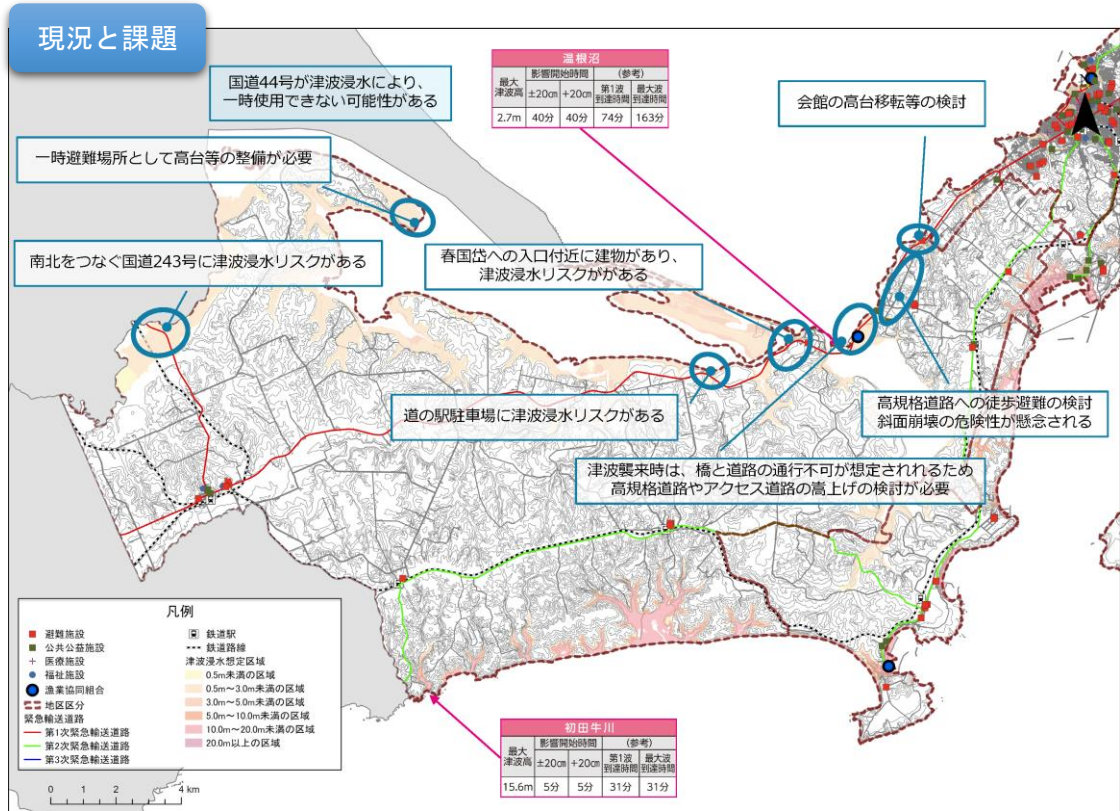 現況と課題
国道44号が津波浸水により、
一時使用できない可能性がある
温根沼
最大
津波高
影響開始時間
(参考)
±20㎝
+20㎝
第1波
到達時間
最大波
到達時間
2.7m
40分
40分
74分
163分
会館の高台移転等の検討
一時避難場所として高台等の整備が必要
南北をつなぐ国道243号に津波浸水リスクがある
春国岱への入口付近に建物があり、
津波浸水リスクががある
道の駅駐車場に津波浸水リスクがある
高規格道路への徒歩避難の検討
斜面崩壊の危険性が懸念される
津波襲来時は、橋と道路の通行不可が想定されれるため
高規格道路やアクセス道路の嵩上げの検討が必要
凡例
避難施設
公共公益施設
医療施設
福祉施設
漁業協同組合
地区区分
緊急輸送道路
第1次緊急輸送道路
第2次緊急輸送道路
第3次緊急輸送道路
鉄道駅
鉄道路線
津波浸水想定区域
0.5m未満の区域
0.5m～3.0m未満の区域
3.0m～5.0m未満の区域
5.0m～10.0m未満の区域
10.0m～20.0m未満の区域
20.0m以上の区域
0 1 2 4 km
初田牛川
最大
津波高
影響開始時間
(参考)
±20㎝
+20㎝
第1波
到達時間
最大波
到達時間
15.6m
5分
5分
31分
31分